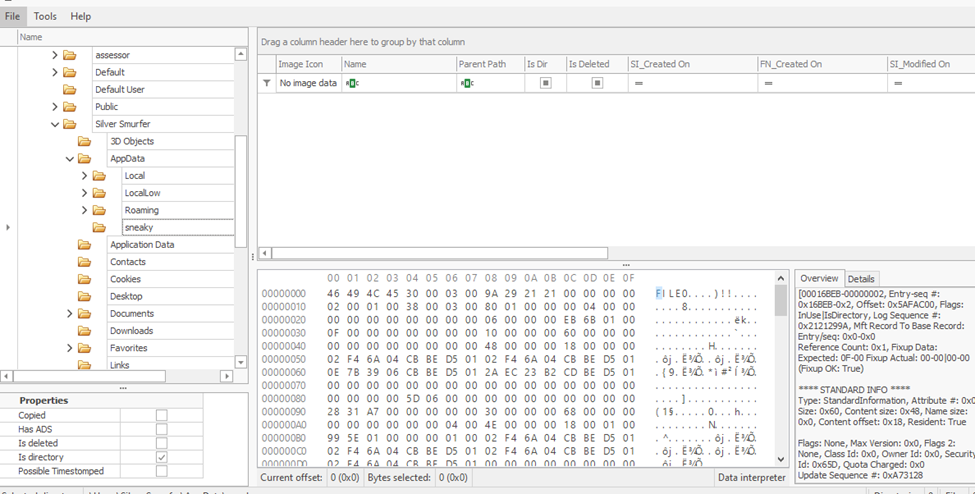 File Tools Help
Name
assessor
Default
Default User
Public
Silver Smurfer
3D Objects
AppData
Local
LocalLow
Roaming
sneaky
Application Data
Contacts
Cookies
Desktop
Documents
Downloads
Favorites
Links
Properties
Copied
Has ADS
Is deleted
Is directory
Possible Timestomped
Drag a column header here to group by that column
Image Icon Name Parent Path Is Dir Is Deleted SI_Created On FN_Created On SI_Modified On
No image data = = =
00 01 02 03 04 05 06 07 08 09 0A 0B 0C 0D 0E 0F
00000000 46 49 4C 45 30 00 03 00 9A 29 21 21 00 00 00 00 FILE0....)!!....
00000010 02 00 01 00 38 00 03 00 80 01 00 00 00 04 00 00 ....8...........
00000020 00 00 00 00 00 00 00 00 06 00 00 00 EB 6B 01 00 ............ëk..
00000030 0F 00 00 00 00 00 00 00 10 00 00 00 60 00 00 00 ............`...
00000040 00 00 00 00 00 00 00 00 48 00 00 00 18 00 00 00 ........H.......
00000050 02 F4 6A 04 CB BE D5 01 02 F4 6A 04 CB BE D5 01 .ôj.Ë¾Õ..ôj.Ë¾Õ.
00000060 0E 7B 39 06 CB BE D5 01 2A EC 23 B2 CD BE D5 01 .{9.Ë¾Õ.*ì#²Í¾Õ.
00000070 00 00 00 00 00 00 00 00 00 00 00 00 00 00 00 00 ................
00000080 00 00 00 00 5D 06 00 00 00 00 00 00 00 00 00 00 ....]...........
00000090 28 31 A7 00 00 00 00 00 30 00 00 00 68 00 00 00 (1§.....0...h...
000000A0 00 00 00 00 00 00 04 00 4E 00 00 00 18 00 01 00 ........N.......
000000B0 99 5E 01 00 00 00 01 00 02 F4 6A 04 CB BE D5 01 .^.......ôj.Ë¾Õ.
000000C0 02 F4 6A 04 CB BE D5 01 02 F4 6A 04 CB BE D5 01 .ôj.Ë¾Õ..ôj.Ë¾Õ.
Current offset: 0 (0x0) Bytes selected: 0 (0x0) Data interpreter
Overview Details
[00016BEB-00000002, Entry-seq #:
0x16BEB-0x2, Offset: 0x5AFAC00, Flags:
InUse|IsDirectory, Log Sequence #:
0x2121299A, Mft Record To Base Record:
Entry/seq: 0x0-0x0
Reference Count: 0x1, Fixup Data:
Expected: 0F-00 Fixup Actual: 00-00|00-00
(Fixup OK: True)
**** STANDARD INFO ****
Type: StandardInformation, Attribute #: 0x0
Size: 0x60, Content size: 0x48, Name size:
0x0, Content offset: 0x18, Resident: True
Flags: None, Max Version: 0x0, Flags 2:
None, Class Id: 0x0, Owner Id: 0x0, Security
Id: 0x65D, Quota Charged: 0x0
Update Sequence #: 0xA73128